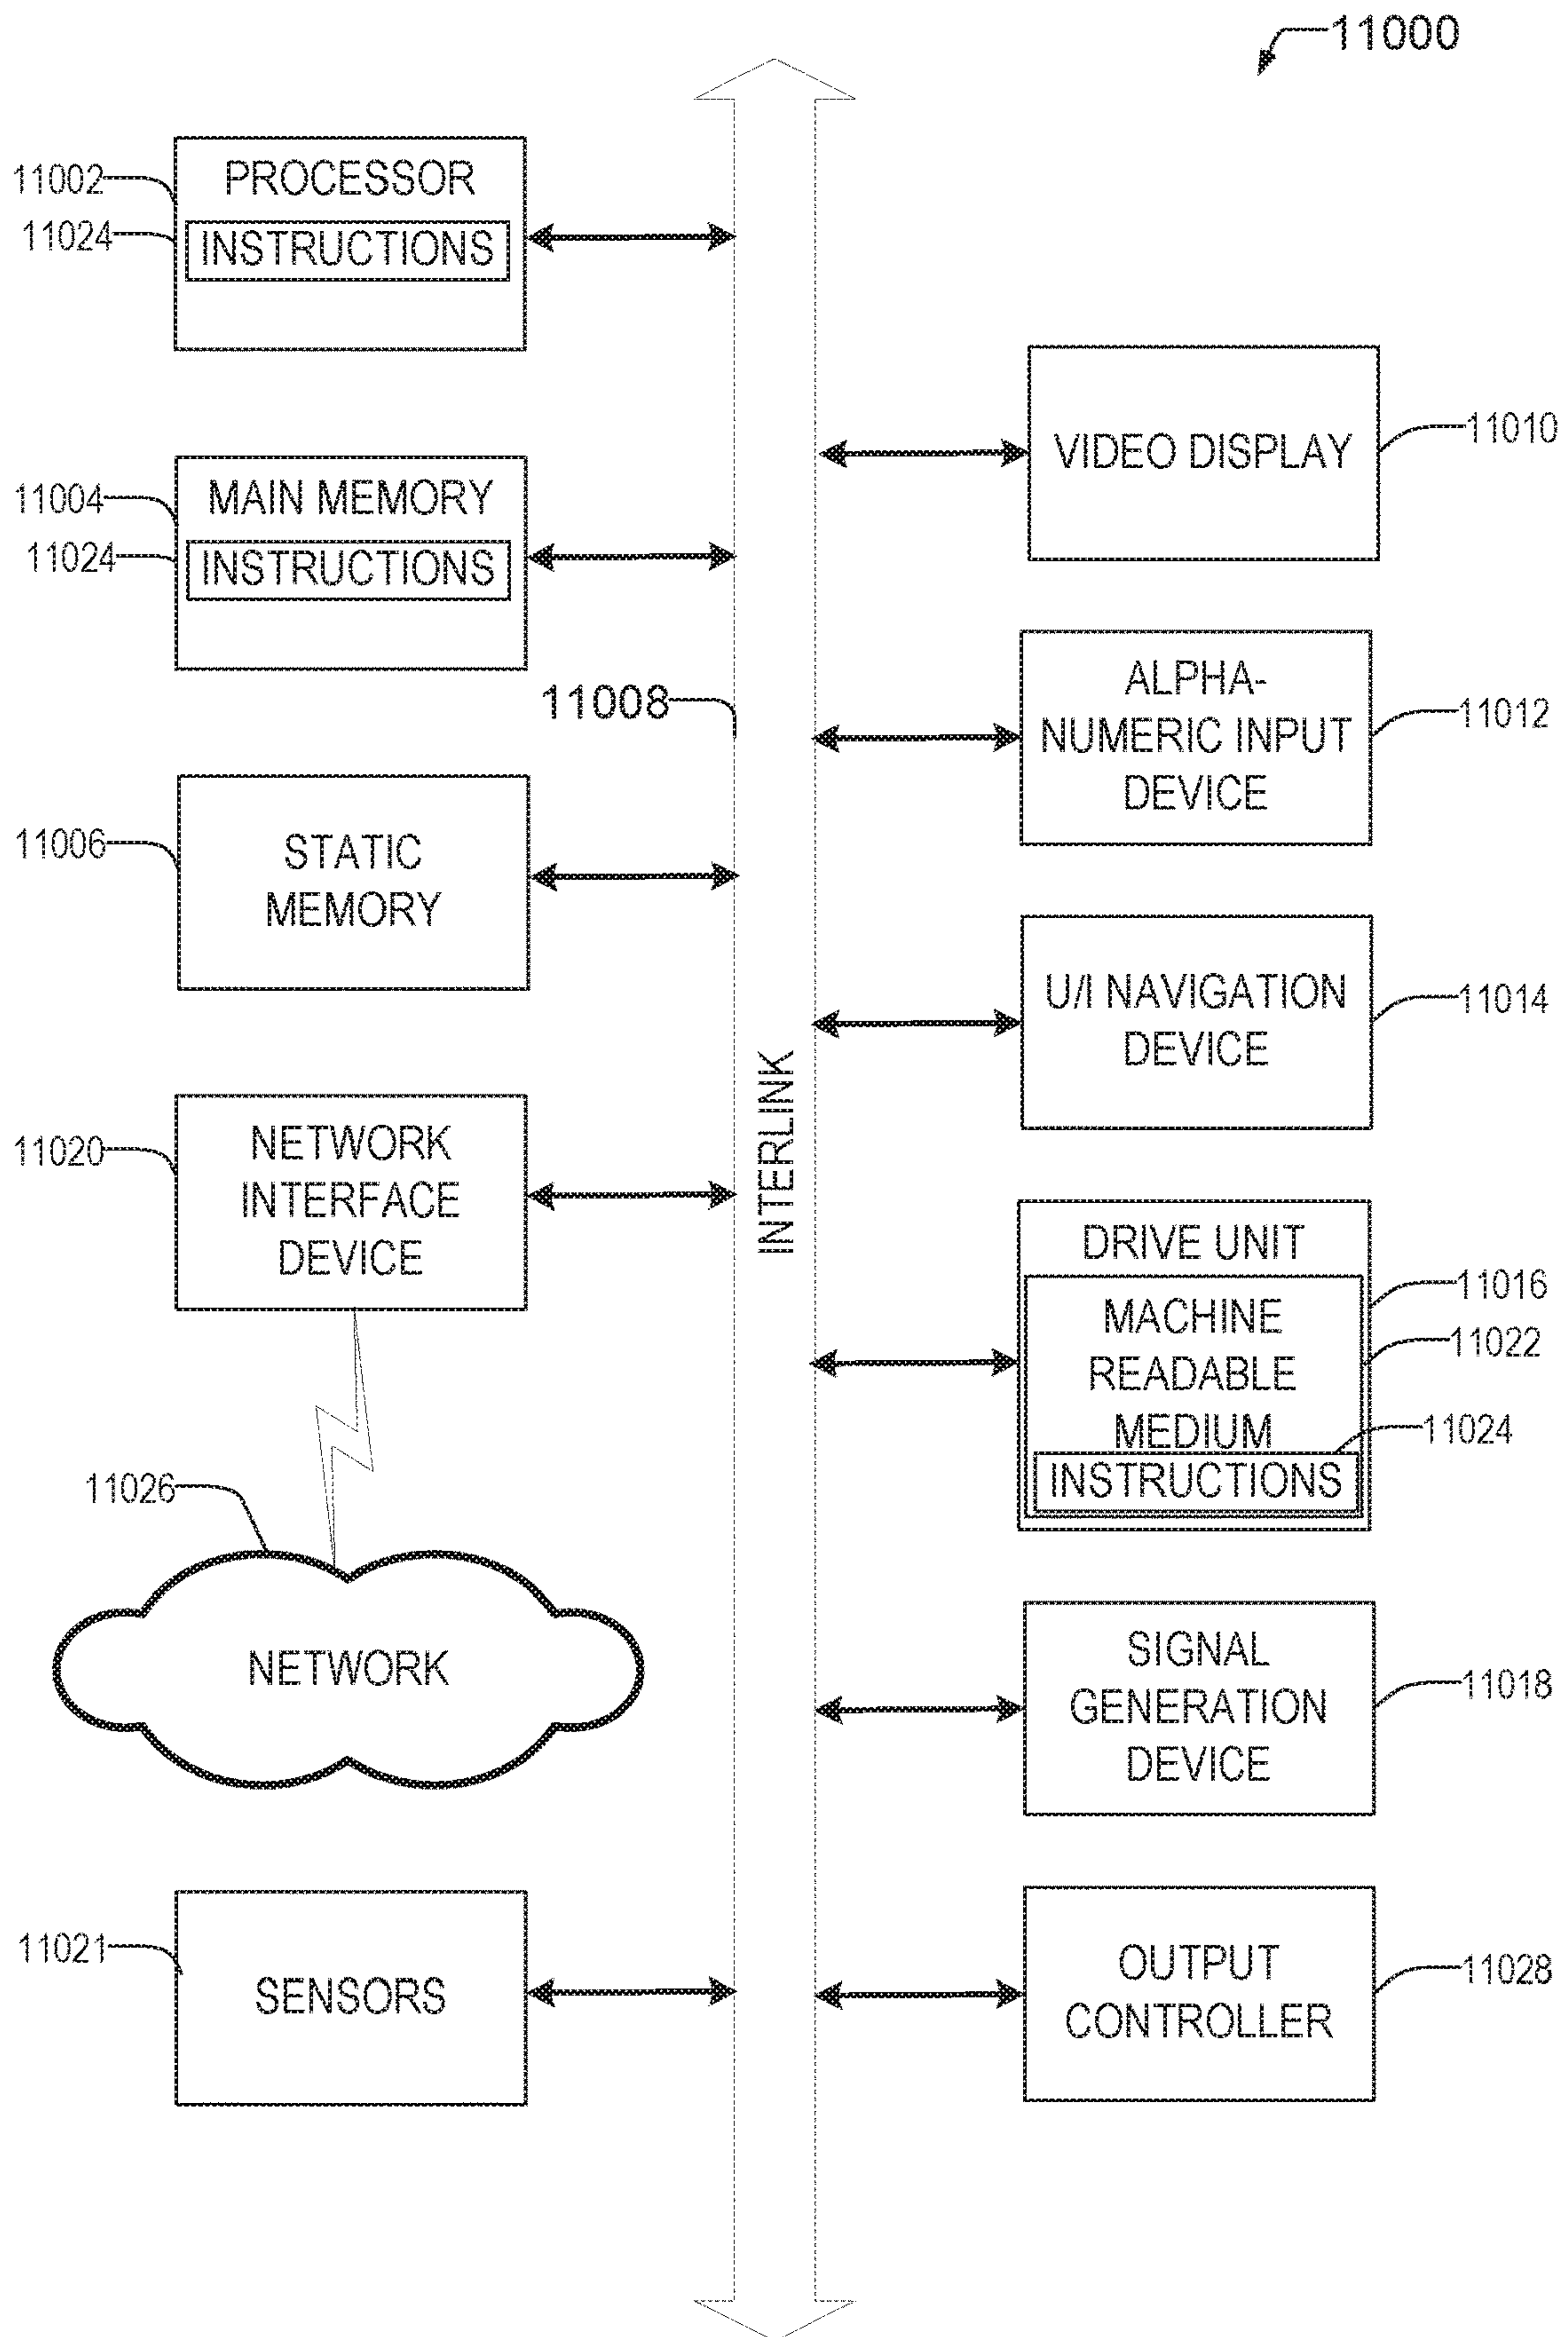 11000
11002
PROCESSOR
11024
INSTRUCTIONS
11004
MAIN MEMORY
11024
INSTRUCTIONS
11008
11006
STATIC
MEMORY
11020
NETWORK
INTERFACE
DEVICE
11026
NETWORK
11021
SENSORS
INTERLINK
VIDEO DISPLAY
11010
ALPHA-
NUMERIC INPUT
DEVICE
11012
U/I NAVIGATION
DEVICE
11014
DRIVE UNIT
11016
MACHINE
READABLE
MEDIUM
11022
11024
INSTRUCTIONS
SIGNAL
GENERATION
DEVICE
11018
OUTPUT
CONTROLLER
11028